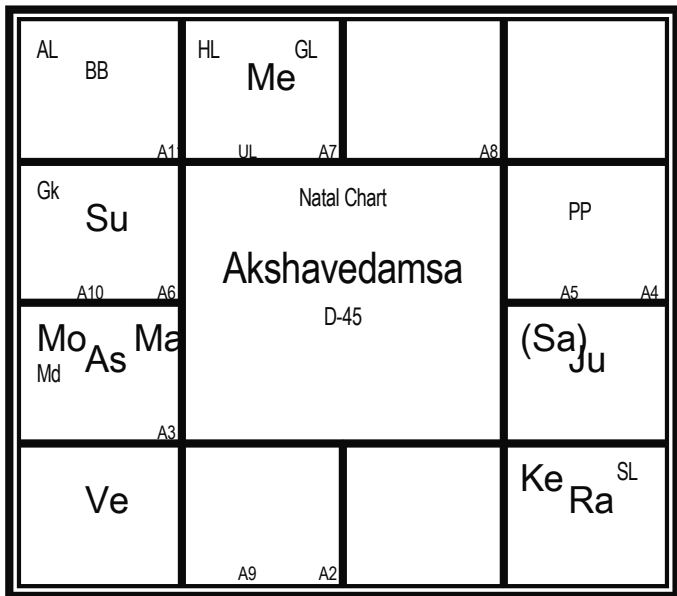 AL
BB
A11
HL GL
Me
UL A7
A8
Gk
Su
A10 A6
Natal Chart
Akshavedamsa
D-45
PP
A5 A4
Mo As Ma
Md
A3
(Sa)
Ju
Ve
A9 A2
Ke Ra SL